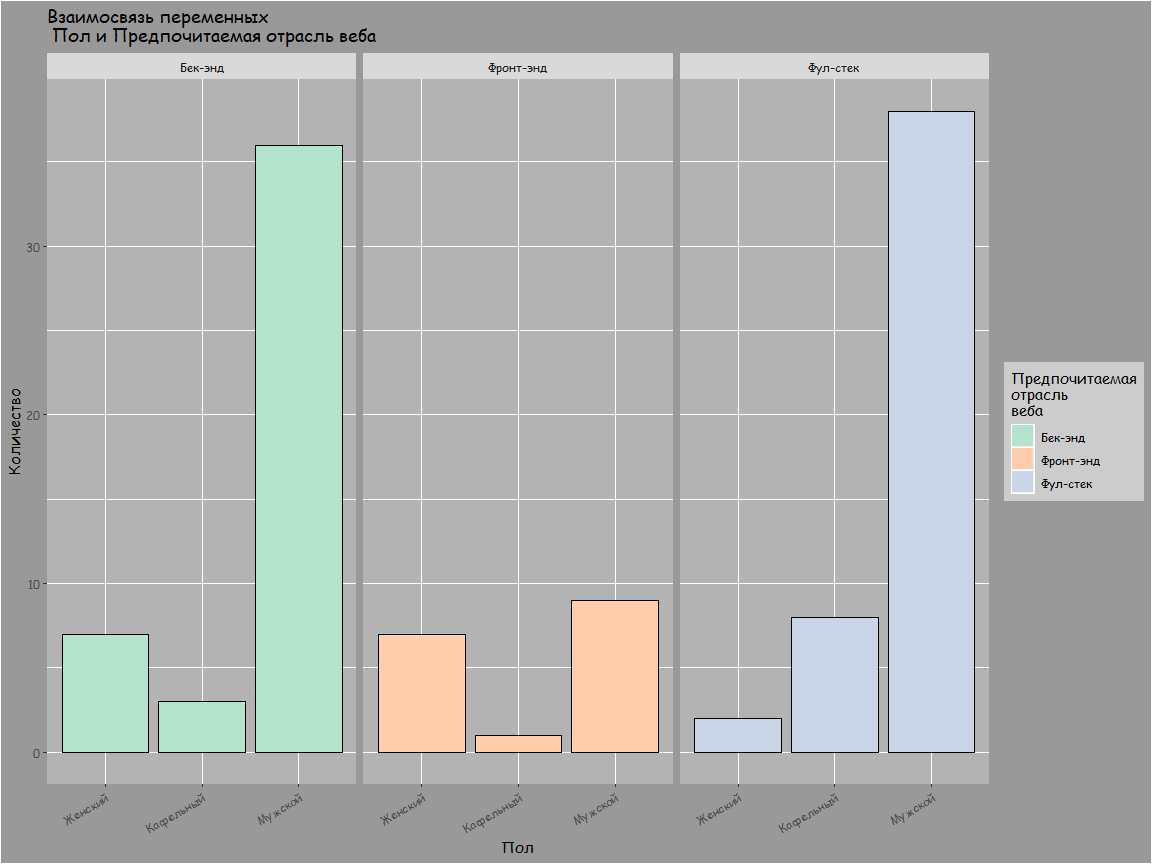 Взаимосвязь переменных
Пол и Предпочитаемая отрасль веба
Бек-энд
Фронт-энд
Фул-стек
Количество
30
20
10
0
Женский
Кафельный
Мужской
Женский
Кафельный
Мужской
Женский
Кафельный
Мужской
Пол
Предпочитаемая
отрасль
веба
Бек-энд
Фронт-энд
Фул-стек